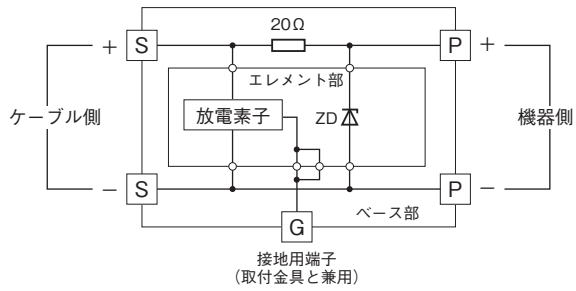 20Ω
+ S P +
エレメント部
放電素子 ZD
ケーブル側 機器側
− S P −
ベース部
G
接地用端子
（取付金具と兼用）